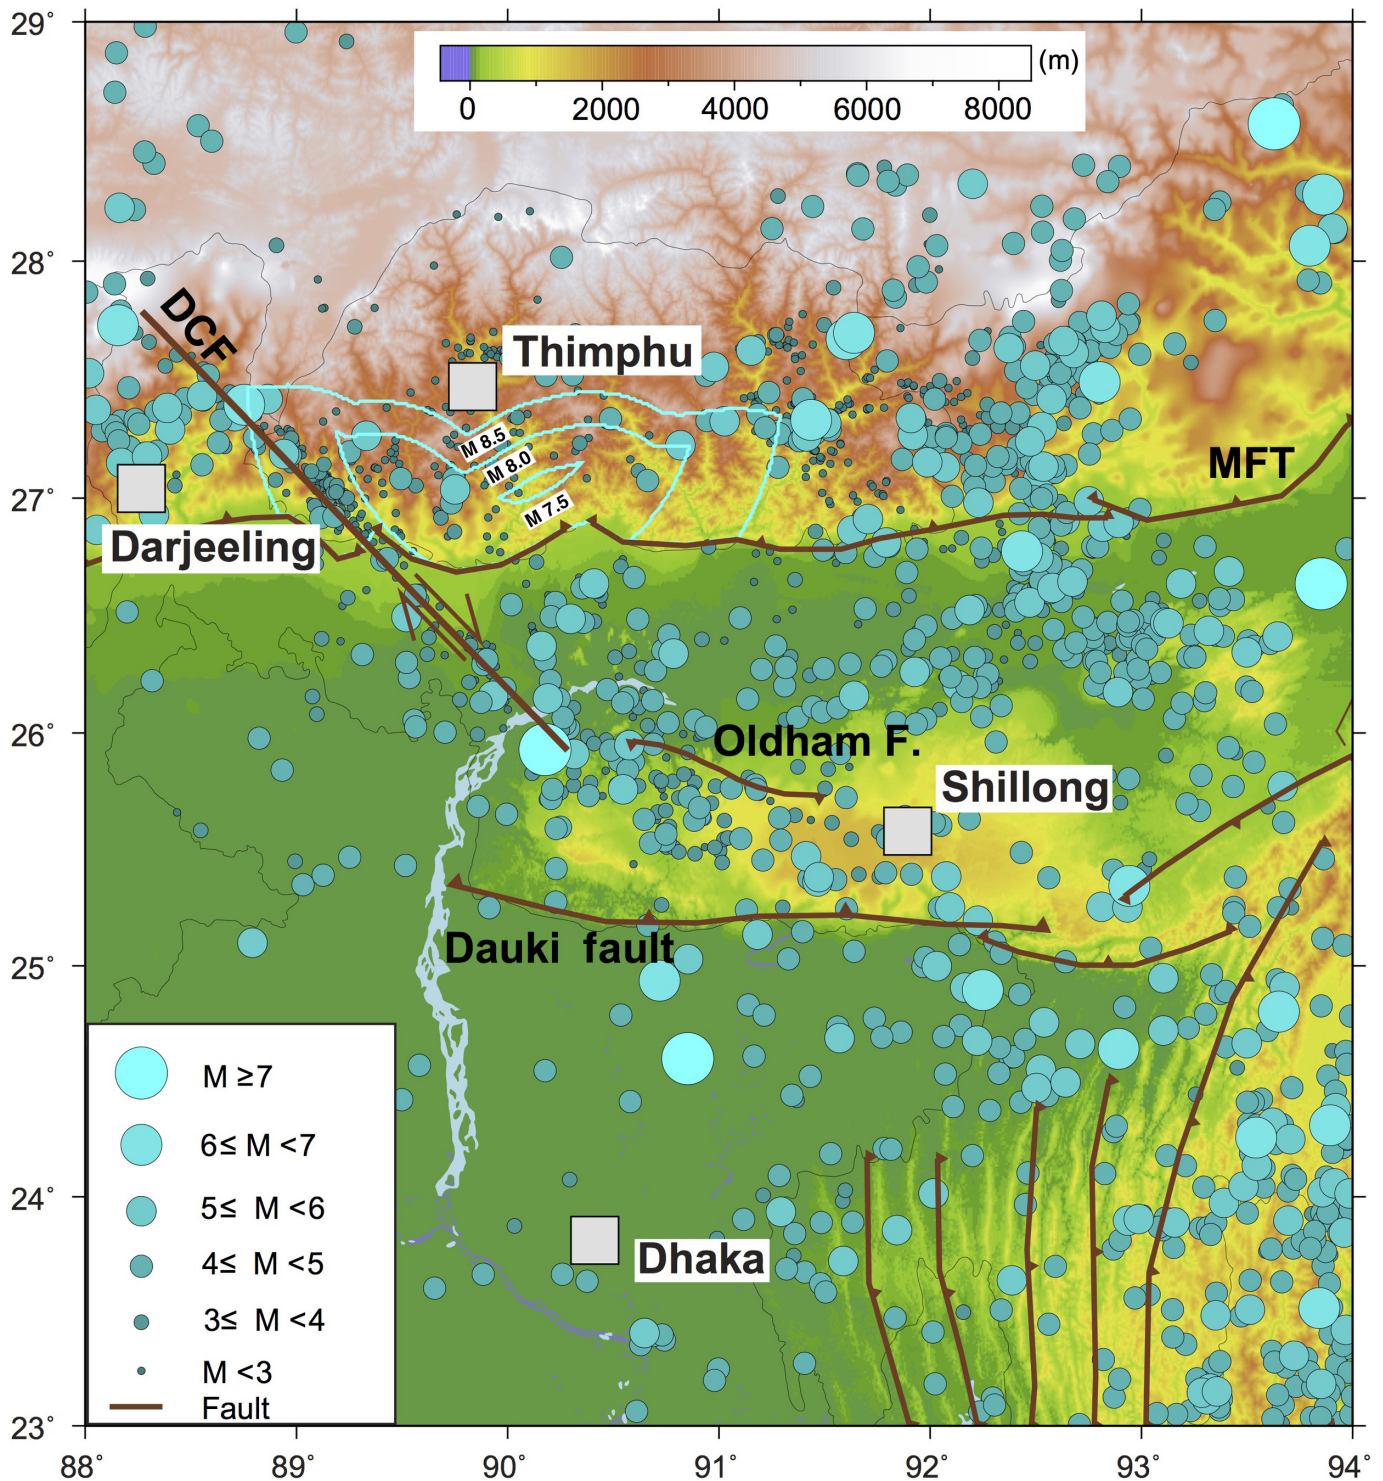 29°
28°
27°
26°
25°
24°
23°
0 2000 4000 6000 8000 (m)
DCF
Thimphu
M 8.5
M 8.0
M 7.5
MFT
Darjeeling
Oldham F.
Shillong
Dauki fault
M ≥7
6≤ M <7
5≤ M <6
4≤ M <5
3≤ M <4
M <3
Fault
Dhaka
88° 89° 90° 91° 92° 93° 94°